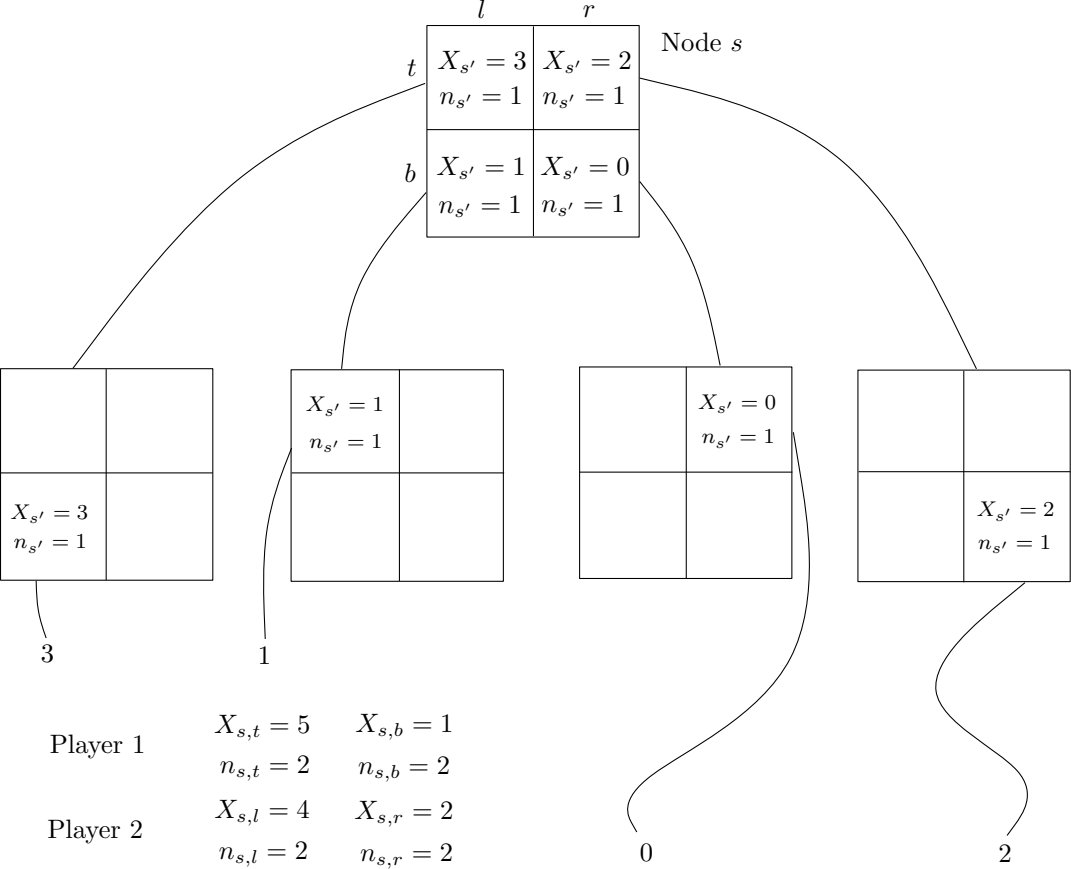 l r
Node s
t X_{s'} = 3 X_{s'} = 2
n_{s'} = 1 n_{s'} = 1
b X_{s'} = 1 X_{s'} = 0
n_{s'} = 1 n_{s'} = 1
X_{s'} = 3
n_{s'} = 1
X_{s'} = 1
n_{s'} = 1
X_{s'} = 0
n_{s'} = 1
X_{s'} = 2
n_{s'} = 1
3 1
Player 1
X_{s,t} = 5 X_{s,b} = 1
n_{s,t} = 2 n_{s,b} = 2
Player 2
X_{s,l} = 4 X_{s,r} = 2
n_{s,l} = 2 n_{s,r} = 2
0 2